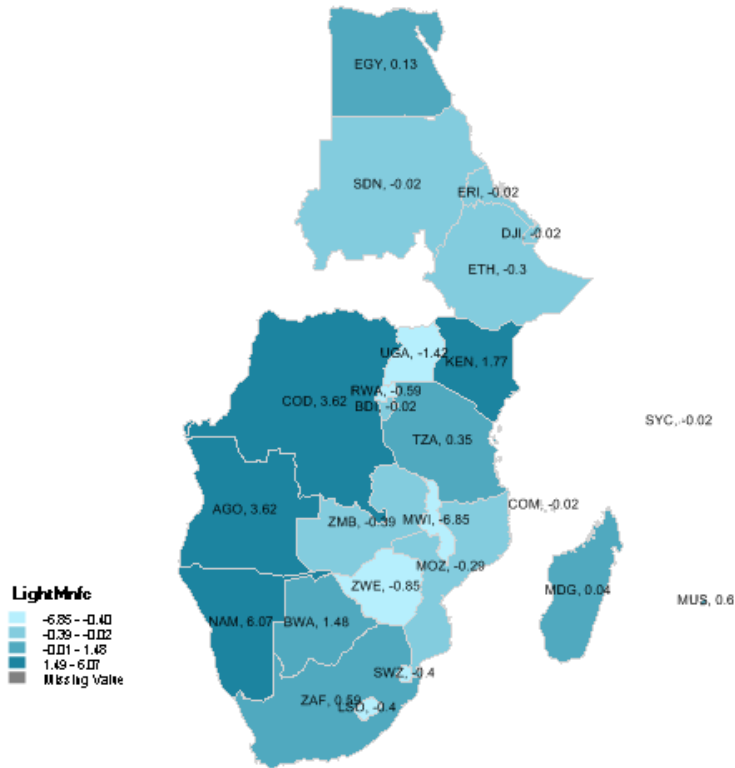 EGY, 0.13
SDN, -0.02
ERI, -0.02
DJI, -0.02
ETH, -0.3
UGA, -1.42
KEN, 1.77
RWA, -0.59
COD, 3.62
BDI, -0.02
SYC, -0.02
TZA, 0.35
AGO, 3.62
COM, -0.02
ZMB, -0.39
MWI, -6.85
MOZ, -0.29
ZWE, -0.85
MDG, 0.04
MUS, 0.6
NAM, 6.07
BWA, 1.48
SWZ, -0.4
ZAF, 0.59
LSO, -0.4
LightMnfc
-6.85 - -0.40
-0.39 - -0.02
-0.01 - 1.48
1.49 - 6.07
Missing Value